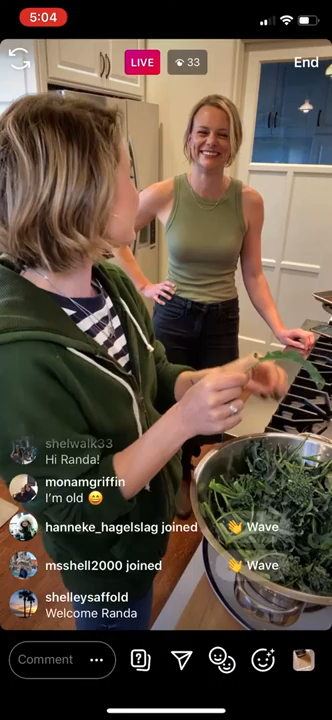 5:04
LIVE
33
End
shelwalk33
Hi Randa!
monamgriffin
I'm old 😄
hanneke_hagelslag joined
👋 Wave
msshell2000 joined
👋 Wave
shelleysaffold
Welcome Randa
Comment